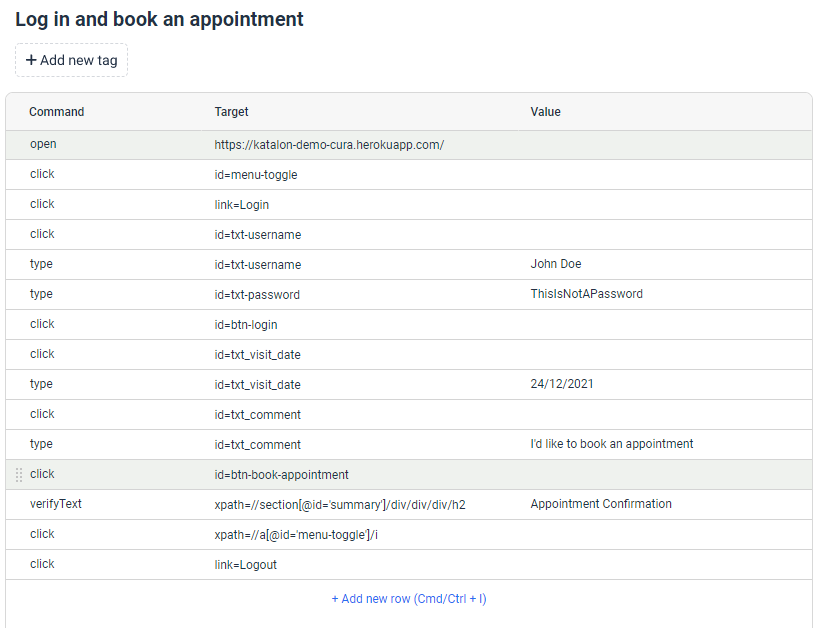 Log in and book an appointment
+ Add new tag
Command Target Value
open https://katalon-demo-cura.herokuapp.com/
click id=menu-toggle
click link=Login
click id=txt-username
type id=txt-username John Doe
type id=txt-password ThisIsNotAPassword
click id=btn-login
click id=txt_visit_date
type id=txt_visit_date 24/12/2021
click id=txt_comment
type id=txt_comment I'd like to book an appointment
click id=btn-book-appointment
verifyText xpath=//section[@id='summary']/div/div/div/h2 Appointment Confirmation
click xpath=//a[@id='menu-toggle']/i
click link=Logout
+ Add new row (Cmd/Ctrl + I)